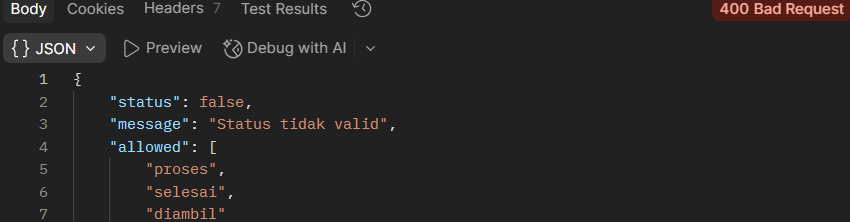 Body Cookies Headers 7 Test Results 400 Bad Request
{} JSON Preview Debug with AI
1 {
2 "status": false,
3 "message": "Status tidak valid",
4 "allowed": [
5 "proses",
6 "selesai",
7 "diambil"